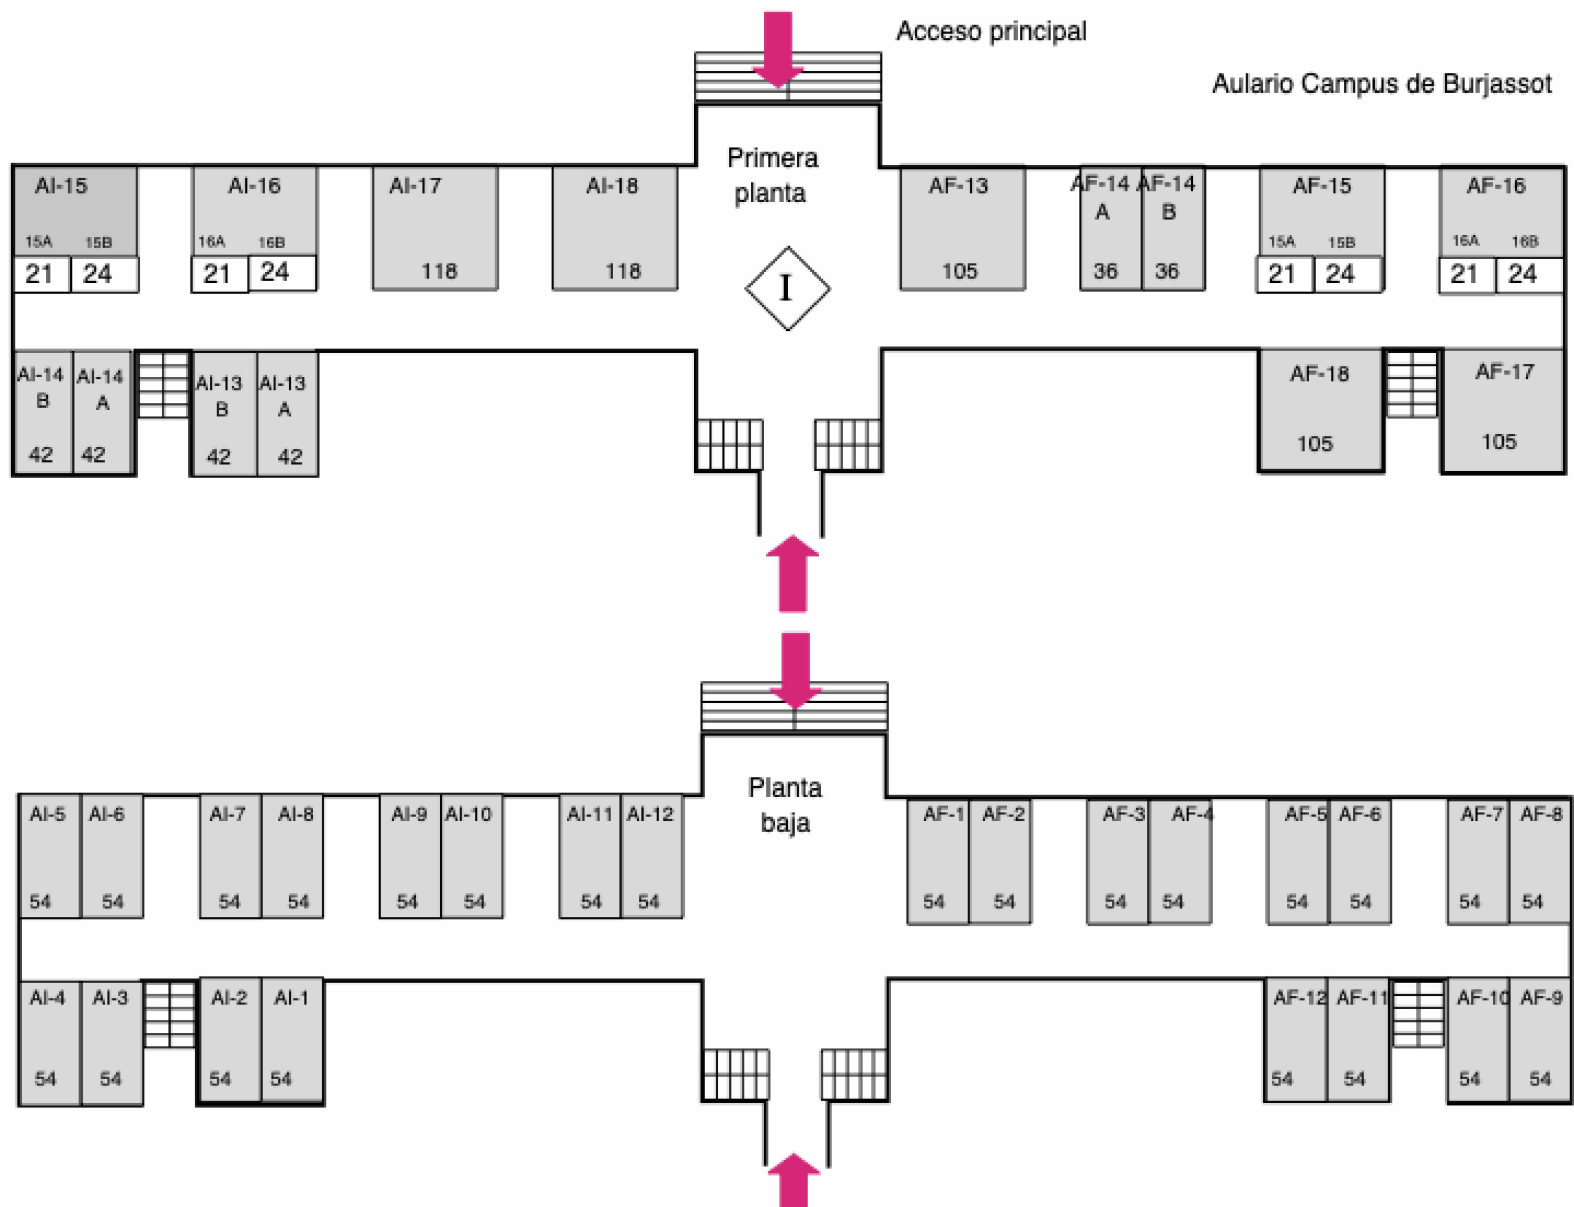 Acceso principal
Aulario Campus de Burjassot
Primera
planta
I
AI-15
15A 15B
21 24
AI-16
16A 16B
21 24
AI-17
118
AI-18
118
AF-13
105
AF-14
A
36
AF-14
B
36
AF-15
15A 15B
21 24
AF-16
16A 16B
21 24
AI-14
B
42
AI-14
A
42
AI-13
B
42
AI-13
A
42
AF-18
105
AF-17
105
Planta
baja
AI-5 AI-6 AI-7 AI-8 AI-9 AI-10 AI-11 AI-12 AF-1 AF-2 AF-3 AF-4 AF-5 AF-6 AF-7 AF-8
54 54 54 54 54 54 54 54 54 54 54 54 54 54 54 54
AI-4 AI-3 AI-2 AI-1 AF-12 AF-11 AF-10 AF-9
54 54 54 54 54 54 54 54